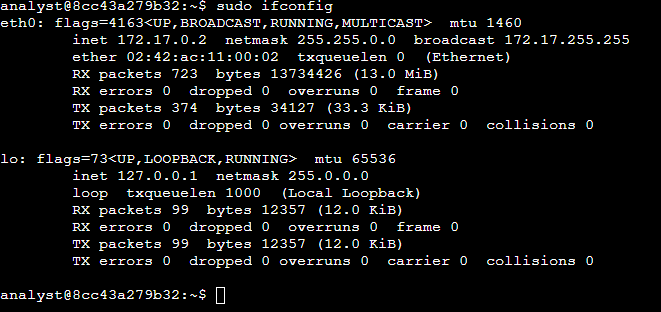 analyst@8cc43a279b32:~$ sudo ifconfig
eth0: flags=4163<UP,BROADCAST,RUNNING,MULTICAST>  mtu 1460
        inet 172.17.0.2  netmask 255.255.0.0  broadcast 172.17.255.255
        ether 02:42:ac:11:00:02  txqueuelen 0  (Ethernet)
        RX packets 723  bytes 13734426 (13.0 MiB)
        RX errors 0  dropped 0  overruns 0  frame 0
        TX packets 374  bytes 34127 (33.3 KiB)
        TX errors 0  dropped 0 overruns 0  carrier 0  collisions 0

lo: flags=73<UP,LOOPBACK,RUNNING>  mtu 65536
        inet 127.0.0.1  netmask 255.0.0.0
        loop  txqueuelen 1000  (Local Loopback)
        RX packets 99  bytes 12357 (12.0 KiB)
        RX errors 0  dropped 0  overruns 0  frame 0
        TX packets 99  bytes 12357 (12.0 KiB)
        TX errors 0  dropped 0 overruns 0  carrier 0  collisions 0

analyst@8cc43a279b32:~$